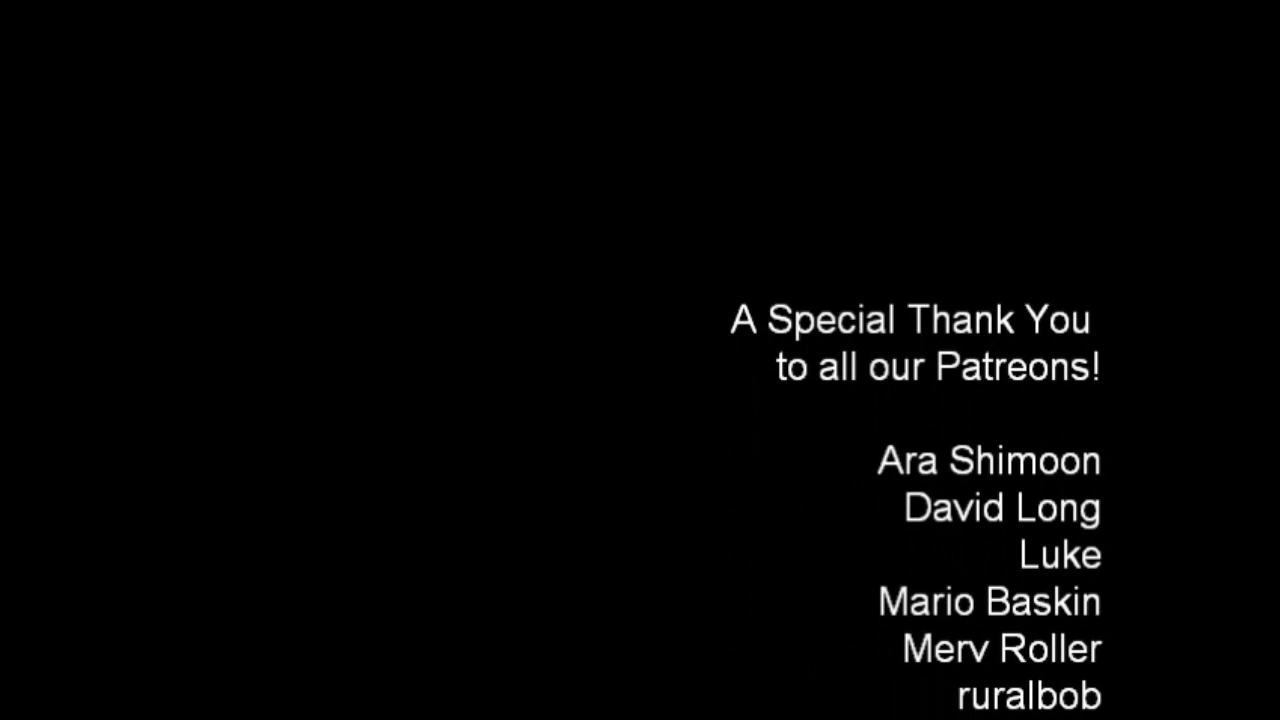 A Special Thank You
to all our Patreons!
Ara Shimoon
David Long
Luke
Mario Baskin
Merv Roller
ruralbob